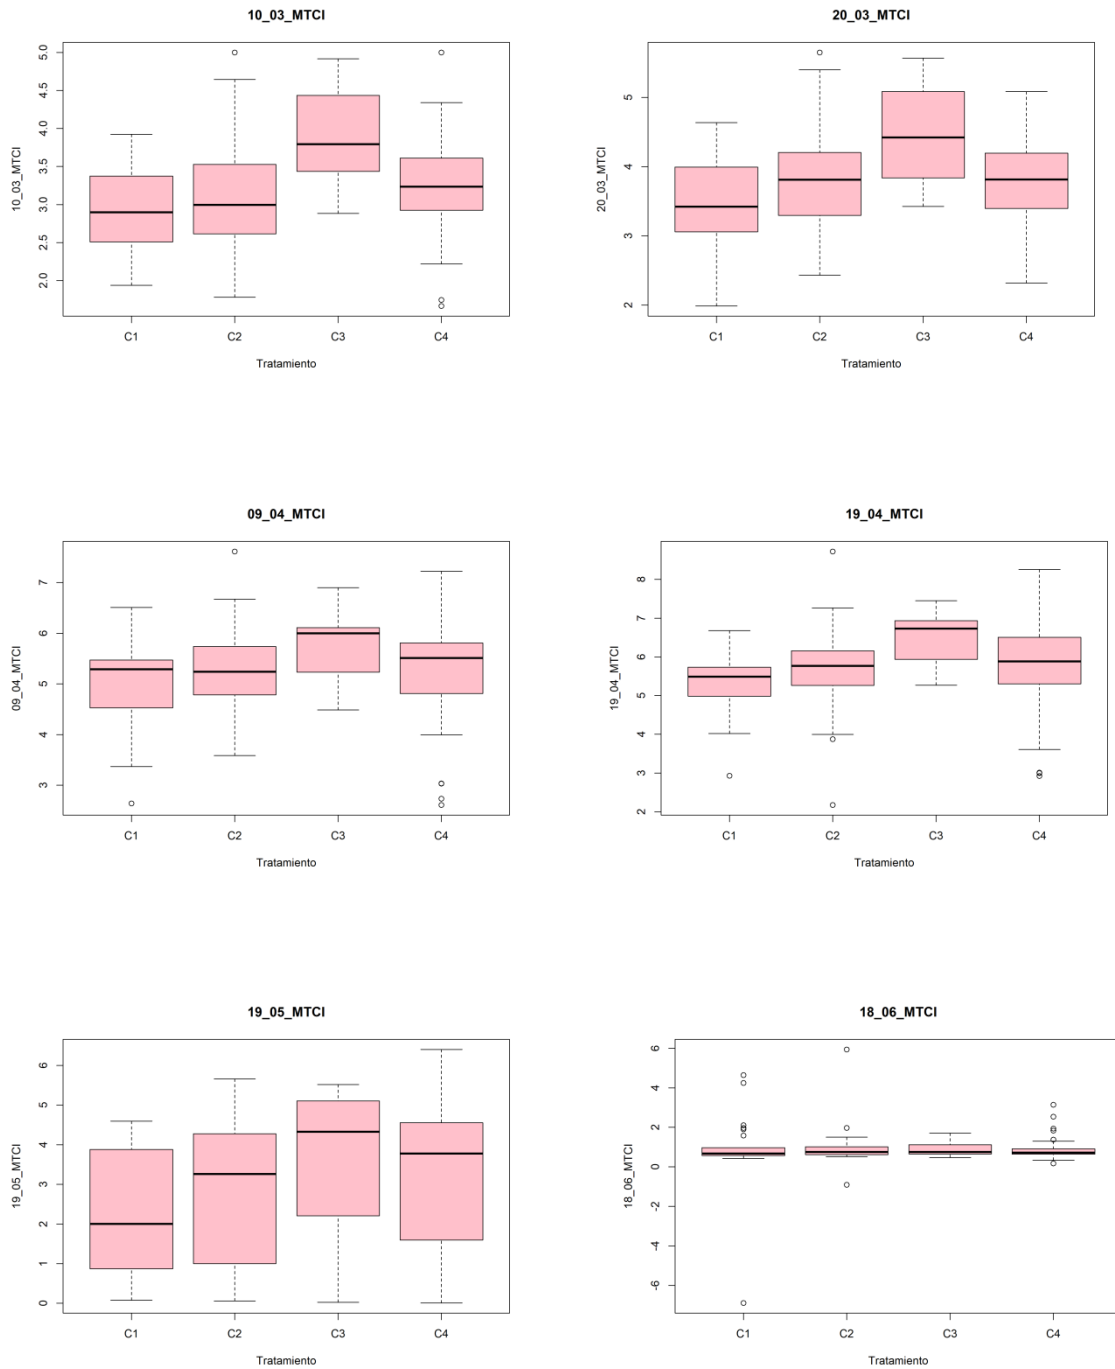 10_03_MTCI
10_03_MTCI
5.0
4.5
4.0
3.5
3.0
2.5
2.0
C1 C2 C3 C4
Tratamiento
20_03_MTCI
20_03_MTCI
5
4
3
2
C1 C2 C3 C4
Tratamiento
09_04_MTCI
09_04_MTCI
7
6
5
4
3
C1 C2 C3 C4
Tratamiento
19_04_MTCI
19_04_MTCI
8
7
6
5
4
3
2
C1 C2 C3 C4
Tratamiento
19_05_MTCI
19_05_MTCI
6
5
4
3
2
1
0
C1 C2 C3 C4
Tratamiento
18_06_MTCI
18_06_MTCI
6
4
2
0
-2
-4
-6
C1 C2 C3 C4
Tratamiento